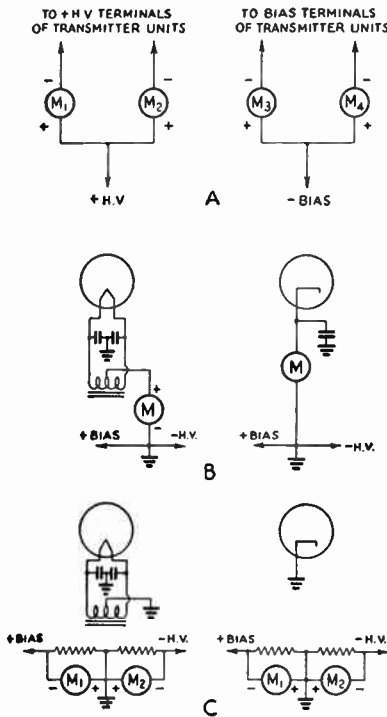 TO +HV TERMINALS
OF TRANSMITTER UNITS
TO BIAS TERMINALS
OF TRANSMITTER UNITS
- - - -
M1 M2 M3 M4
+ + + +
+H.V A -BIAS
+
M M
-
+BIAS -H.V. +BIAS -H.V.
B
+BIAS -H.V. +BIAS -H.V.
- M1 + + M2 - - M1 + + M2 -
C